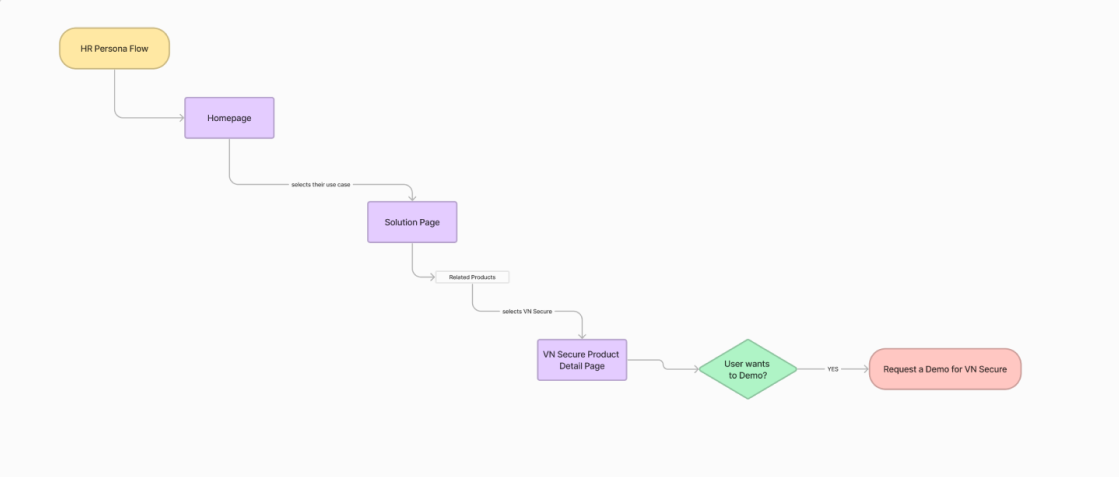 HR Persona Flow
Homepage
selects their use case
Solution Page
Related Products
selects VN Secure
VN Secure Product
Detail Page
User wants
to Demo?
YES
Request a Demo for VN Secure